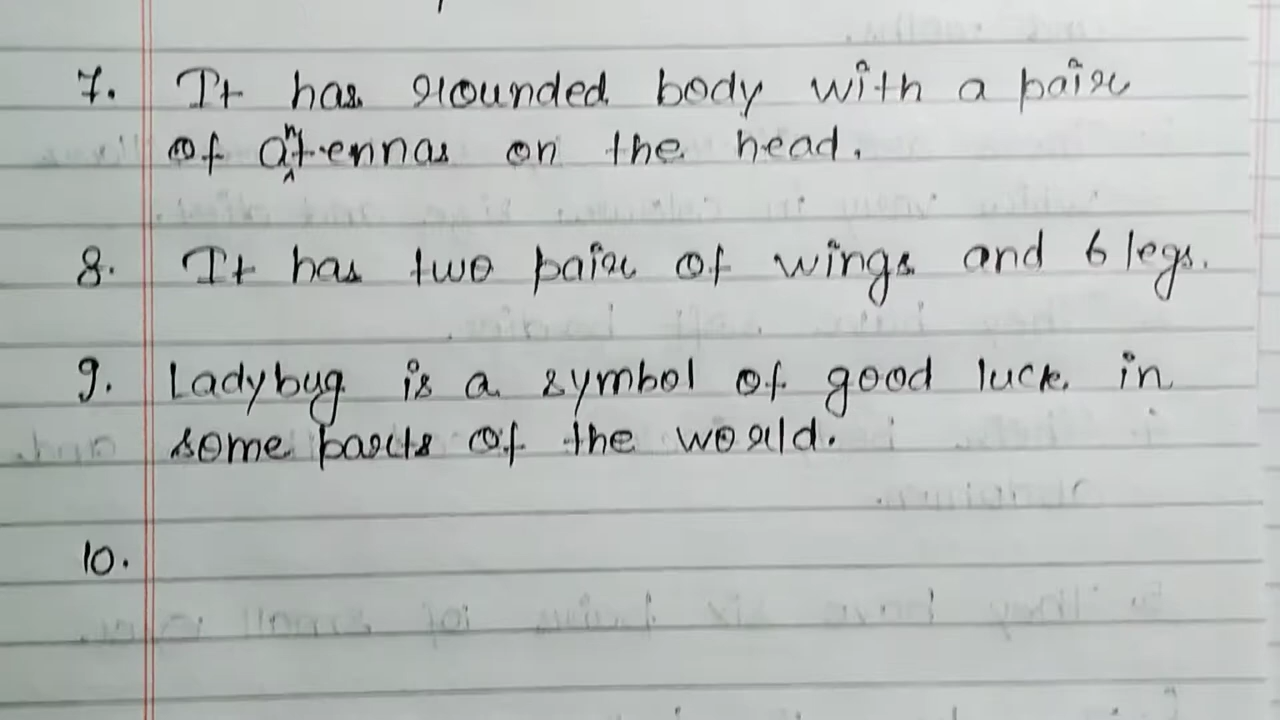 7. It has rounded body with a pair
of antennas on the head.
8. It has two pair of wings and 6 legs.
9. Ladybug is a symbol of good luck in
some parts of the world.
10.